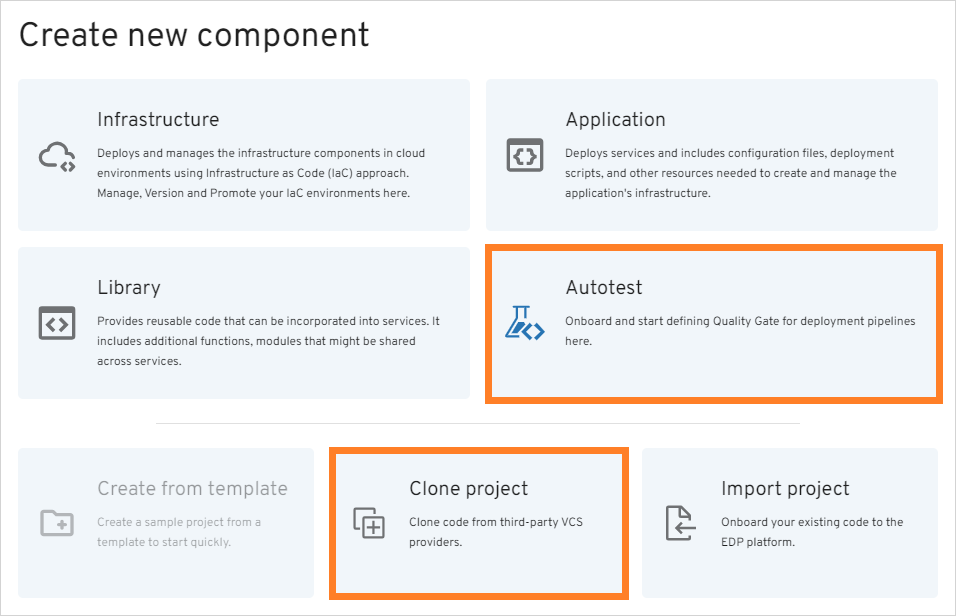 Create new component
Infrastructure
Deploys and manages the infrastructure components in cloud
environments using Infrastructure as Code (IaC) approach.
Manage, Version and Promote your IaC environments here.
Application
Deploys services and includes configuration files, deployment
scripts, and other resources needed to create and manage the
application's infrastructure.
Library
Provides reusable code that can be incorporated into services. It
includes additional functions, modules that might be shared
across services.
Autotest
Onboard and start defining Quality Gate for deployment pipelines
here.
Create from template
Create a sample project from a
template to start quickly.
Clone project
Clone code from third-party VCS
providers.
Import project
Onboard your existing code to the
EDP platform.